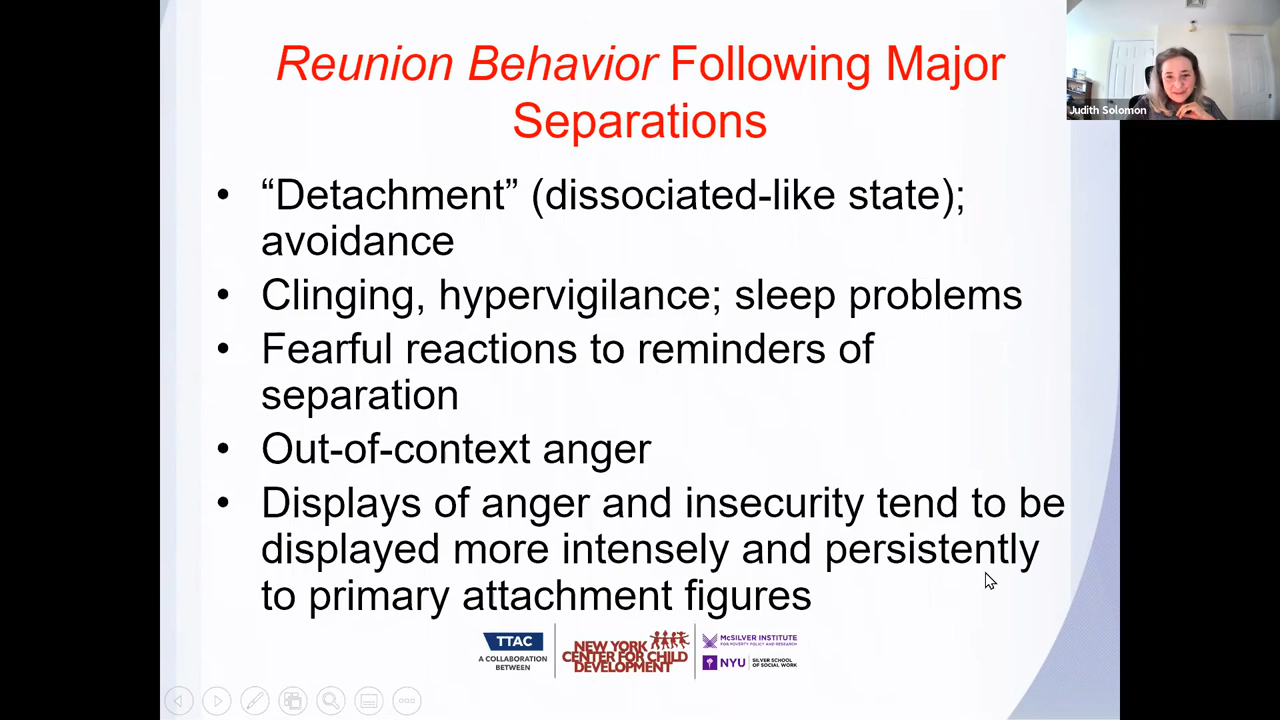 Reunion Behavior Following Major
Separations
Judith Solomon
• “Detachment” (dissociated-like state);
avoidance
• Clinging, hypervigilance; sleep problems
• Fearful reactions to reminders of
separation
• Out-of-context anger
• Displays of anger and insecurity tend to be
displayed more intensely and persistently
to primary attachment figures
TTAC
A COLLABORATION
BETWEEN
NEW YORK
CENTER FOR CHILD
DEVELOPMENT
McSILVER INSTITUTE
FOR POVERTY POLICY AND RESEARCH
NYU
SILVER SCHOOL
OF SOCIAL WORK